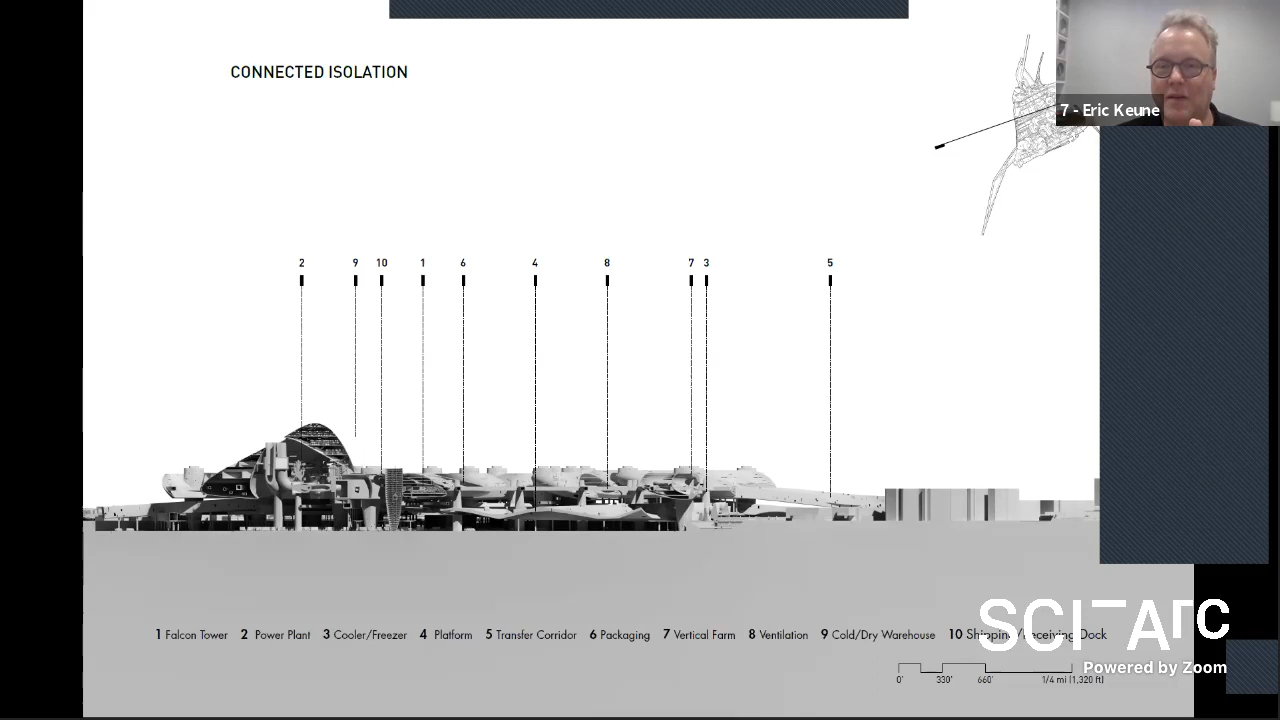 CONNECTED ISOLATION
7 - Eric Keune
2 9 10 1 6 4 8 7 3 5
1 Falcon Tower 2 Power Plant 3 Cooler/Freezer 4 Platform 5 Transfer Corridor 6 Packaging 7 Vertical Farm 8 Ventilation 9 Cold/Dry Warehouse 10 Shipping/Receiving Dock
SCI-Arc
Powered by Zoom
0' 330' 660' 1/4 mi (1,320 ft)